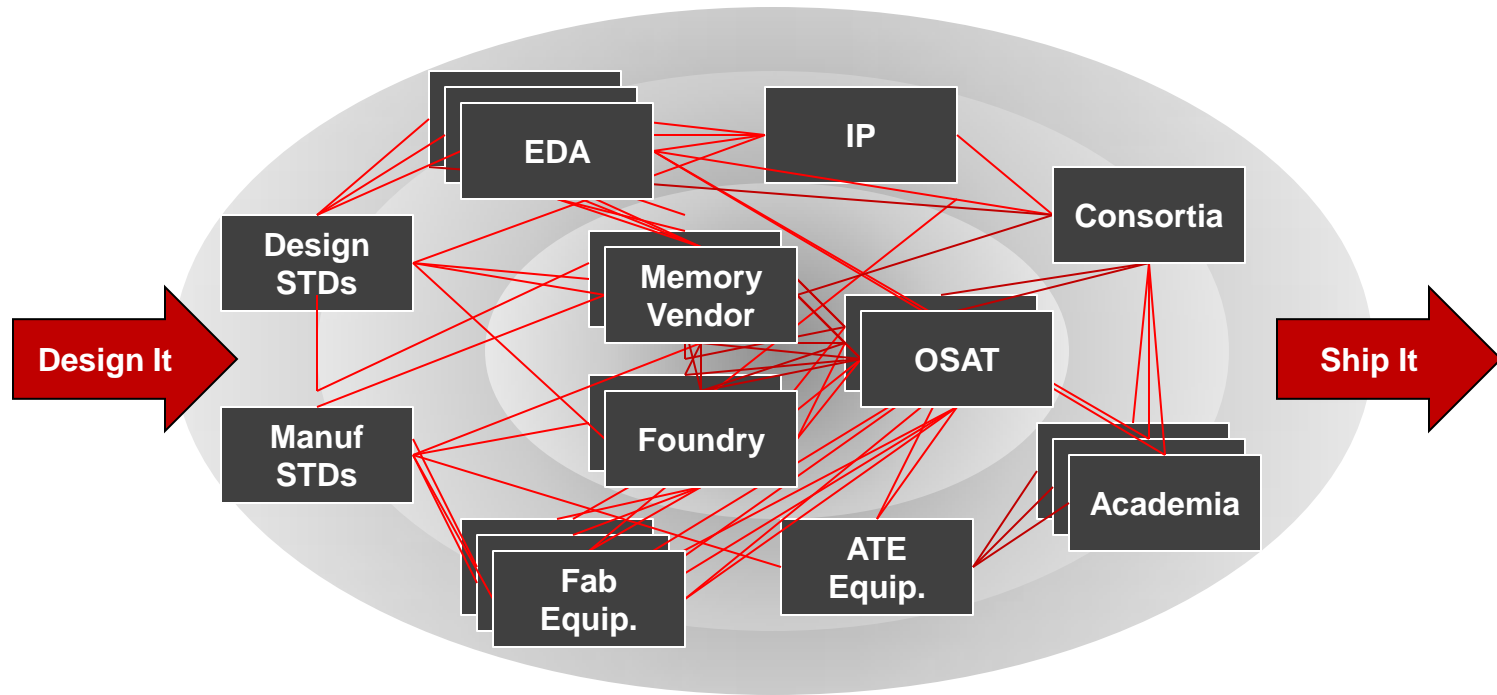 EDA
IP
Consortia
Design
STDs
Memory
Vendor
Design It
OSAT
Ship It
Manuf
STDs
Foundry
Academia
ATE
Equip.
Fab
Equip.